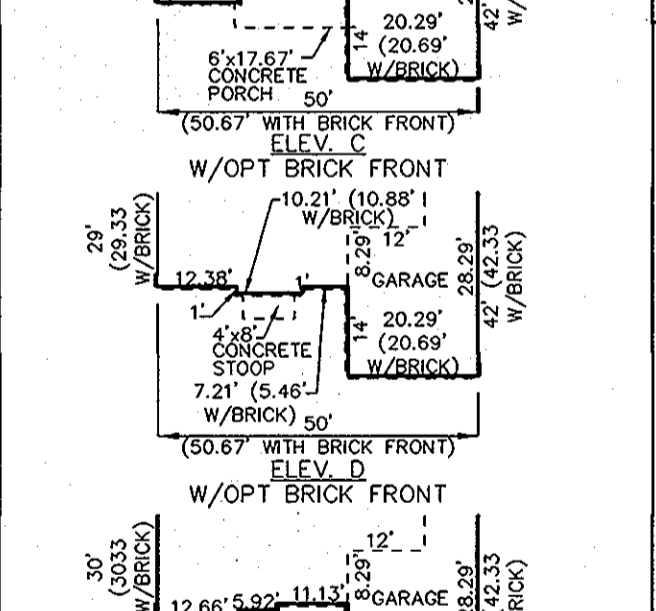 20.29'
42'
W/
14'
(20.69'
W/BRICK)
6'x17.67'
CONCRETE
PORCH
50'
(50.67' WITH BRICK FRONT)
ELEV. C
W/OPT BRICK FRONT
10.21' (10.88'
W/BRICK)
29'
(29.33
W/BRICK)
12'
8.29'
12.38'
1'
GARAGE
28.29'
42' (42.33
W/BRICK)
1'
4'x8'
CONCRETE
STOOP
14'
20.29'
(20.69'
W/BRICK)
7.21' (5.46'
W/BRICK)
50'
(50.67' WITH BRICK FRONT)
ELEV. D
W/OPT BRICK FRONT
30'
(3033
W/BRICK)
12'
8.29'
12.66'
5.92'
11.13'
GARAGE
28.29'
42.33
BRICK)